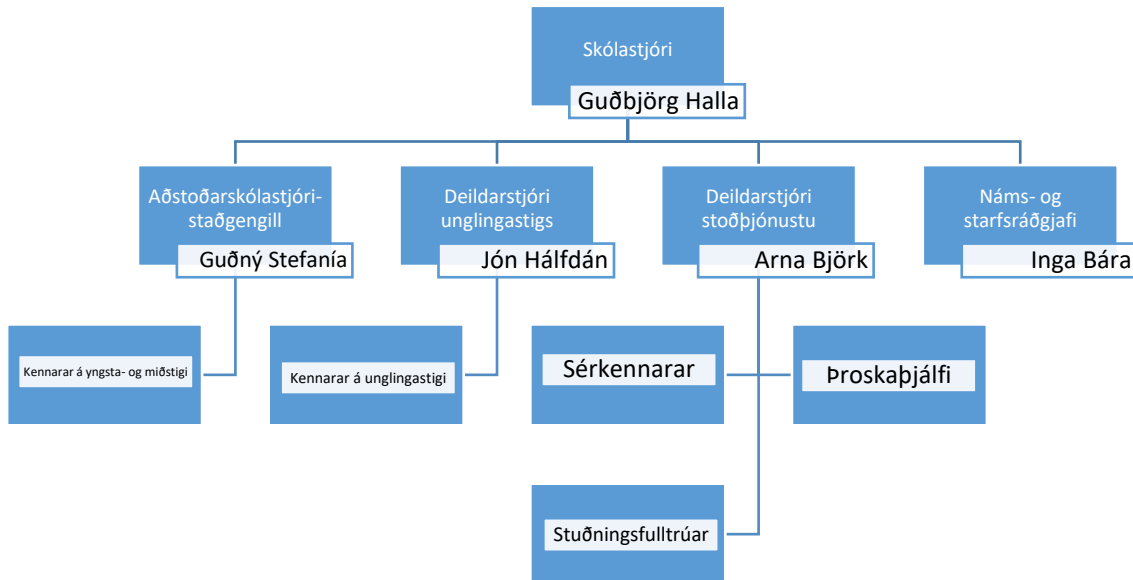 Skólastjóri
Guðbjörg Halla
Aðstoðarskólastjóri-
staðgengill
Guðný Stefanía
Deildarstjóri
unglingastigs
Jón Hálfdán
Deildarstjóri
stoðþjónustu
Arna Björk
Náms- og
starfsráðgjafi
Inga Bára
Kennarar á yngsta- og miðstigi
Kennarar á unglingastigi
Sérkennarar
Þroskaþjálfi
Stuðningsfulltrúar